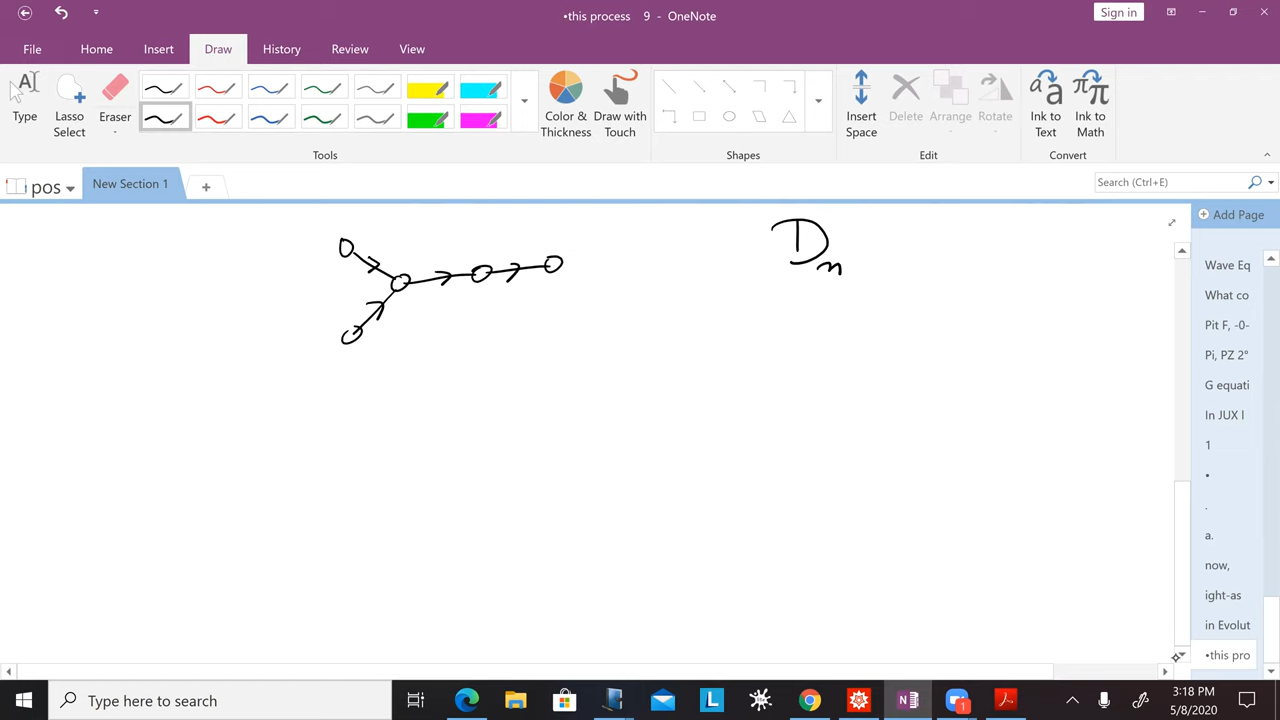 •this process 9 - OneNote
Sign in
File Home Insert Draw History Review View
Type
Lasso Select
Eraser
Color & Thickness
Draw with Touch
Insert Space
Delete
Arrange
Rotate
Ink to Text
Ink to Math
Tools Shapes Edit Convert
pos
New Section 1
Search (Ctrl+E)
Add Page
Dn
Wave Eq
What co
Pit F, -0-
Pi, PZ 2°
G equati
In JUX l
1
•
.
a.
now,
ight-as
in Evolut
•this pro
Type here to search
1
3:18 PM
5/8/2020